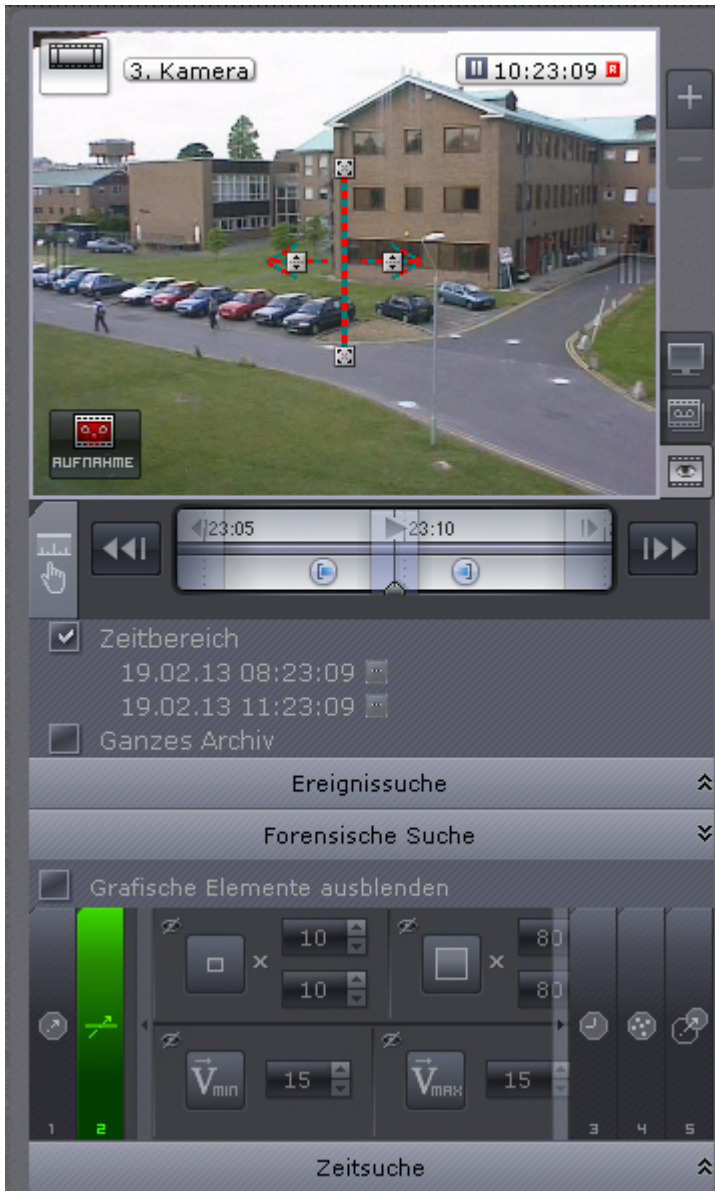 3. Kamera
10:23:09 R
AUFNAHME
23:05 23:10
Zeitbereich
19.02.13 08:23:09
19.02.13 11:23:09
Ganzes Archiv
Ereignissuche
Forensische Suche
Grafische Elemente ausblenden
x 10 x 80
10 80
Vmin 15 Vmax 15
1 2 3 4 5
Zeitsuche